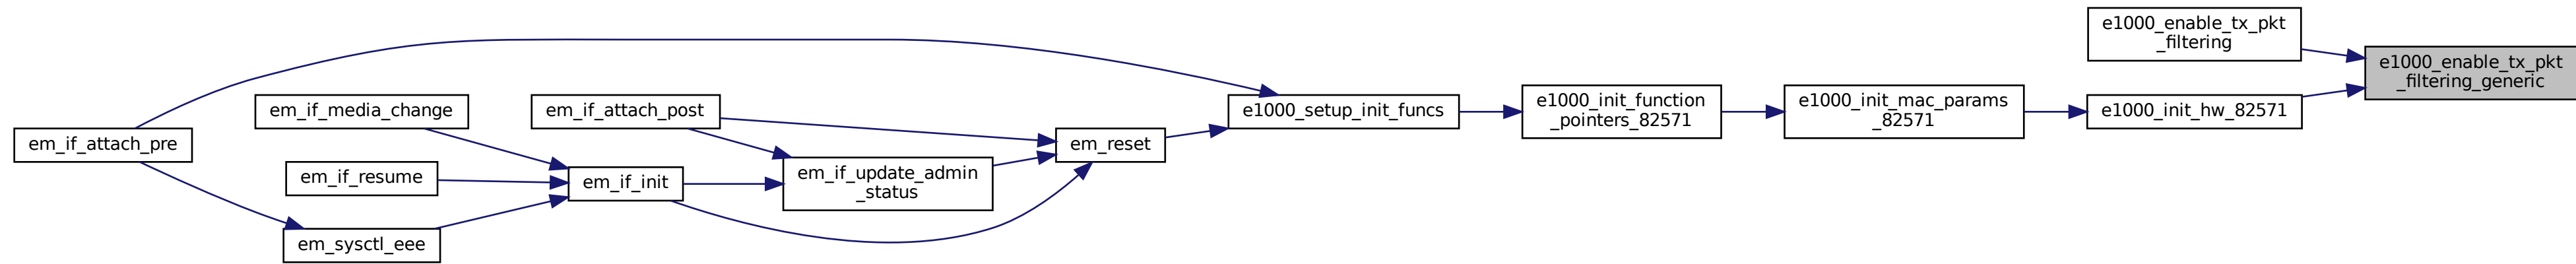 e1000_enable_tx_pkt
_filtering
e1000_enable_tx_pkt
_filtering_generic
em_if_media_change
em_if_attach_post
e1000_setup_init_funcs
e1000_init_function
_pointers_82571
e1000_init_mac_params
_82571
e1000_init_hw_82571
em_if_attach_pre
em_reset
em_if_resume
em_if_init
em_if_update_admin
_status
em_sysctl_eee